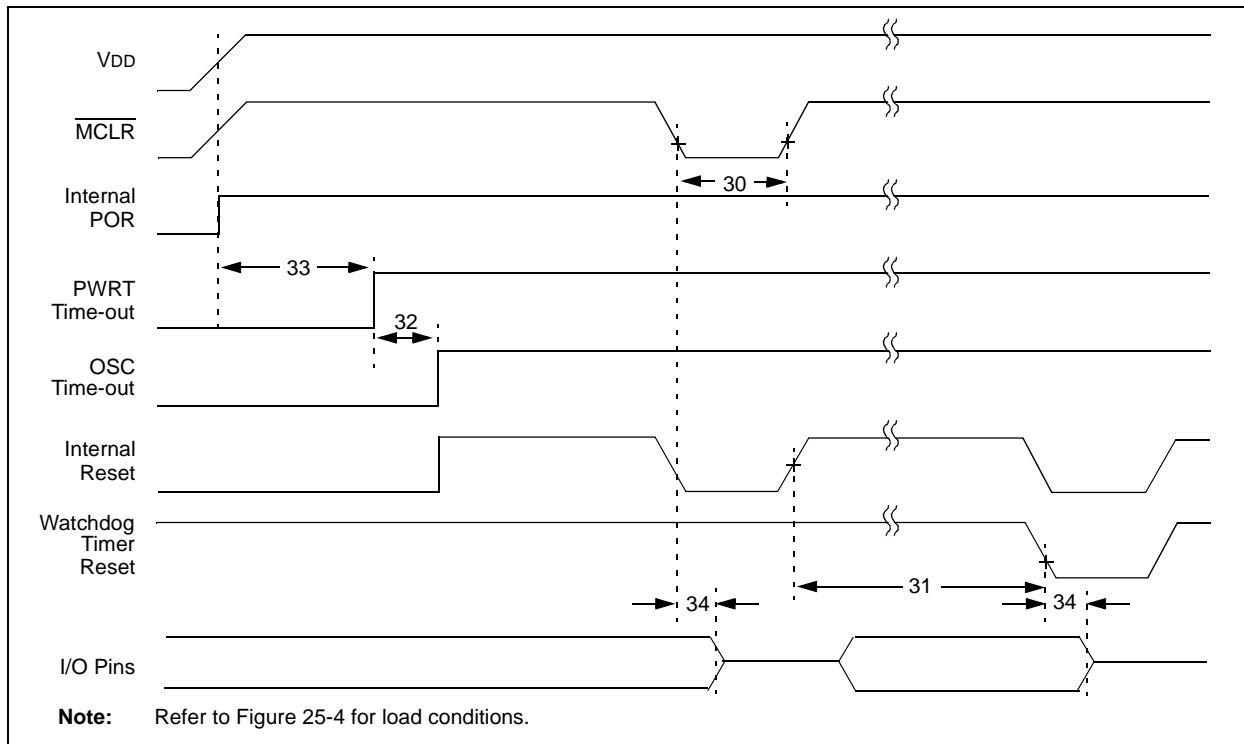 VDD
MCLR
30
Internal
POR
33
PWRT
Time-out
32
OSC
Time-out
Internal
Reset
Watchdog
Timer
Reset
31
34
34
I/O Pins
Note: Refer to Figure 25-4 for load conditions.